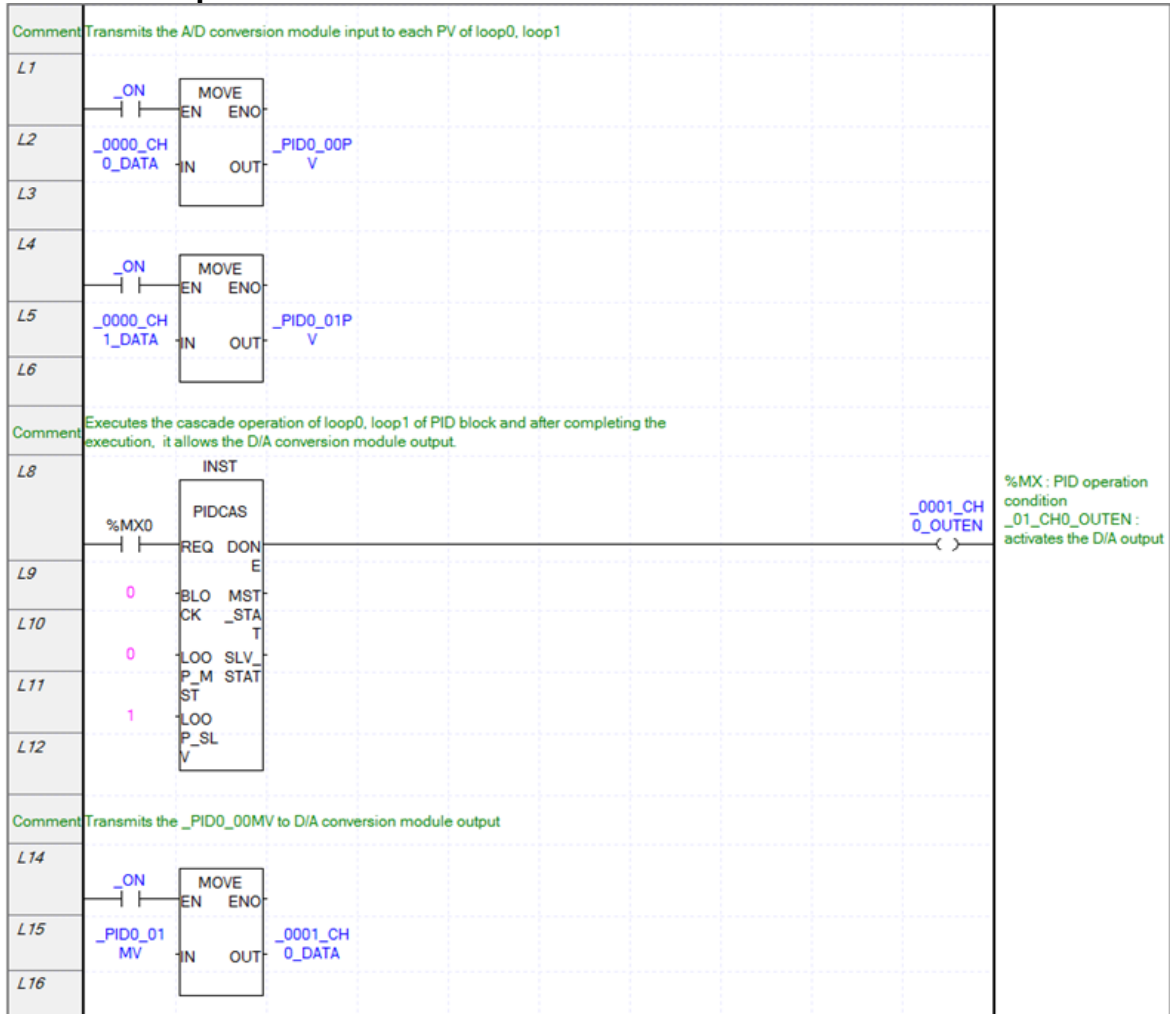 Comment Transmits the A/D conversion module input to each PV of loop0, loop1
L1
_ON
MOVE
EN ENO
L2
_0000_CH
0_DATA
IN OUT
_PID0_00P
V
L3
L4
_ON
MOVE
EN ENO
L5
_0000_CH
1_DATA
IN OUT
_PID0_01P
V
L6
Comment Executes the cascade operation of loop0, loop1 of PID block and after completing the
execution, it allows the D/A conversion module output.
L8
INST
PIDCAS
%MX0
REQ DON
E
_0001_CH
0_OUTEN
( )
%MX : PID operation
condition
_01_CH0_OUTEN :
activates the D/A output
L9
0
BLO MST
CK _STA
T
L10
0
LOO SLV_
P_M STAT
ST
L11
1
LOO
P_SL
V
L12
Comment Transmits the _PID0_00MV to D/A conversion module output
L14
_ON
MOVE
EN ENO
L15
_PID0_01
MV
IN OUT
_0001_CH
0_DATA
L16